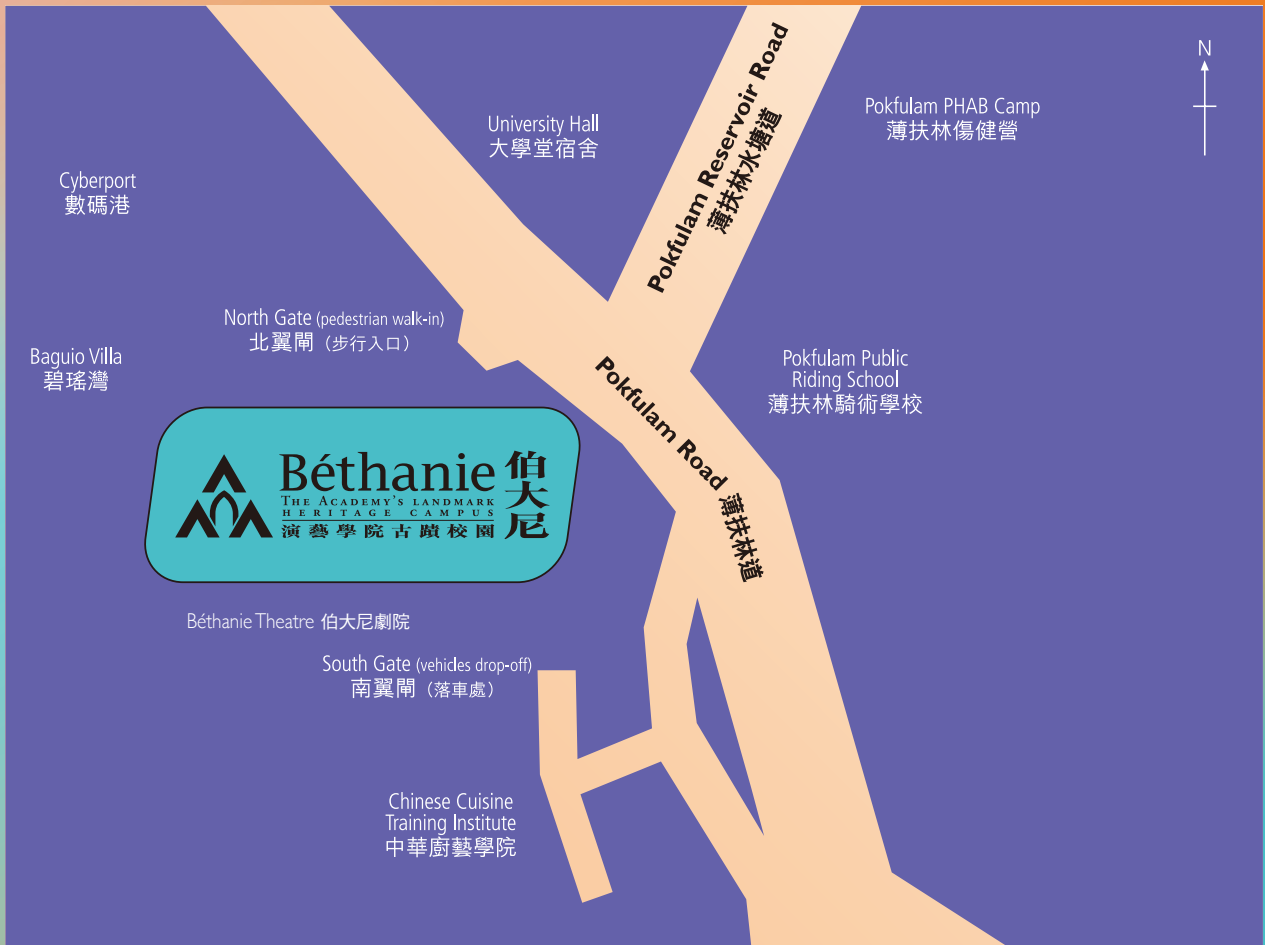 N
Pokfulam PHAB Camp
薄扶林傷健營
University Hall
大學堂宿舍
Pokfulam Reservoir Road
薄扶林水塘道
Cyberport
數碼港
North Gate (pedestrian walk-in)
北翼閘（步行入口）
Baguio Villa
碧瑤灣
Pokfulam Public
Riding School
薄扶林騎術學校
Pokfulam Road 薄扶林道
Béthanie 伯大尼
THE ACADEMY'S LANDMARK
HERITAGE CAMPUS
演藝學院古蹟校園
Béthanie Theatre 伯大尼劇院
South Gate (vehicles drop-off)
南翼閘（落車處）
Chinese Cuisine
Training Institute
中華廚藝學院